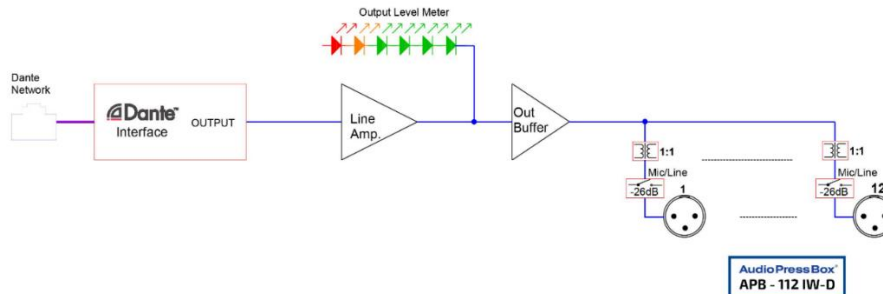 Output Level Meter
Dante
Network
Dante™
Interface
OUTPUT
Line
Amp.
Out
Buffer
1:1
1:1
Mic/Line
-26dB
Mic/Line
-26dB
1
12
AudioPressBox®
APB - 112 IW-D